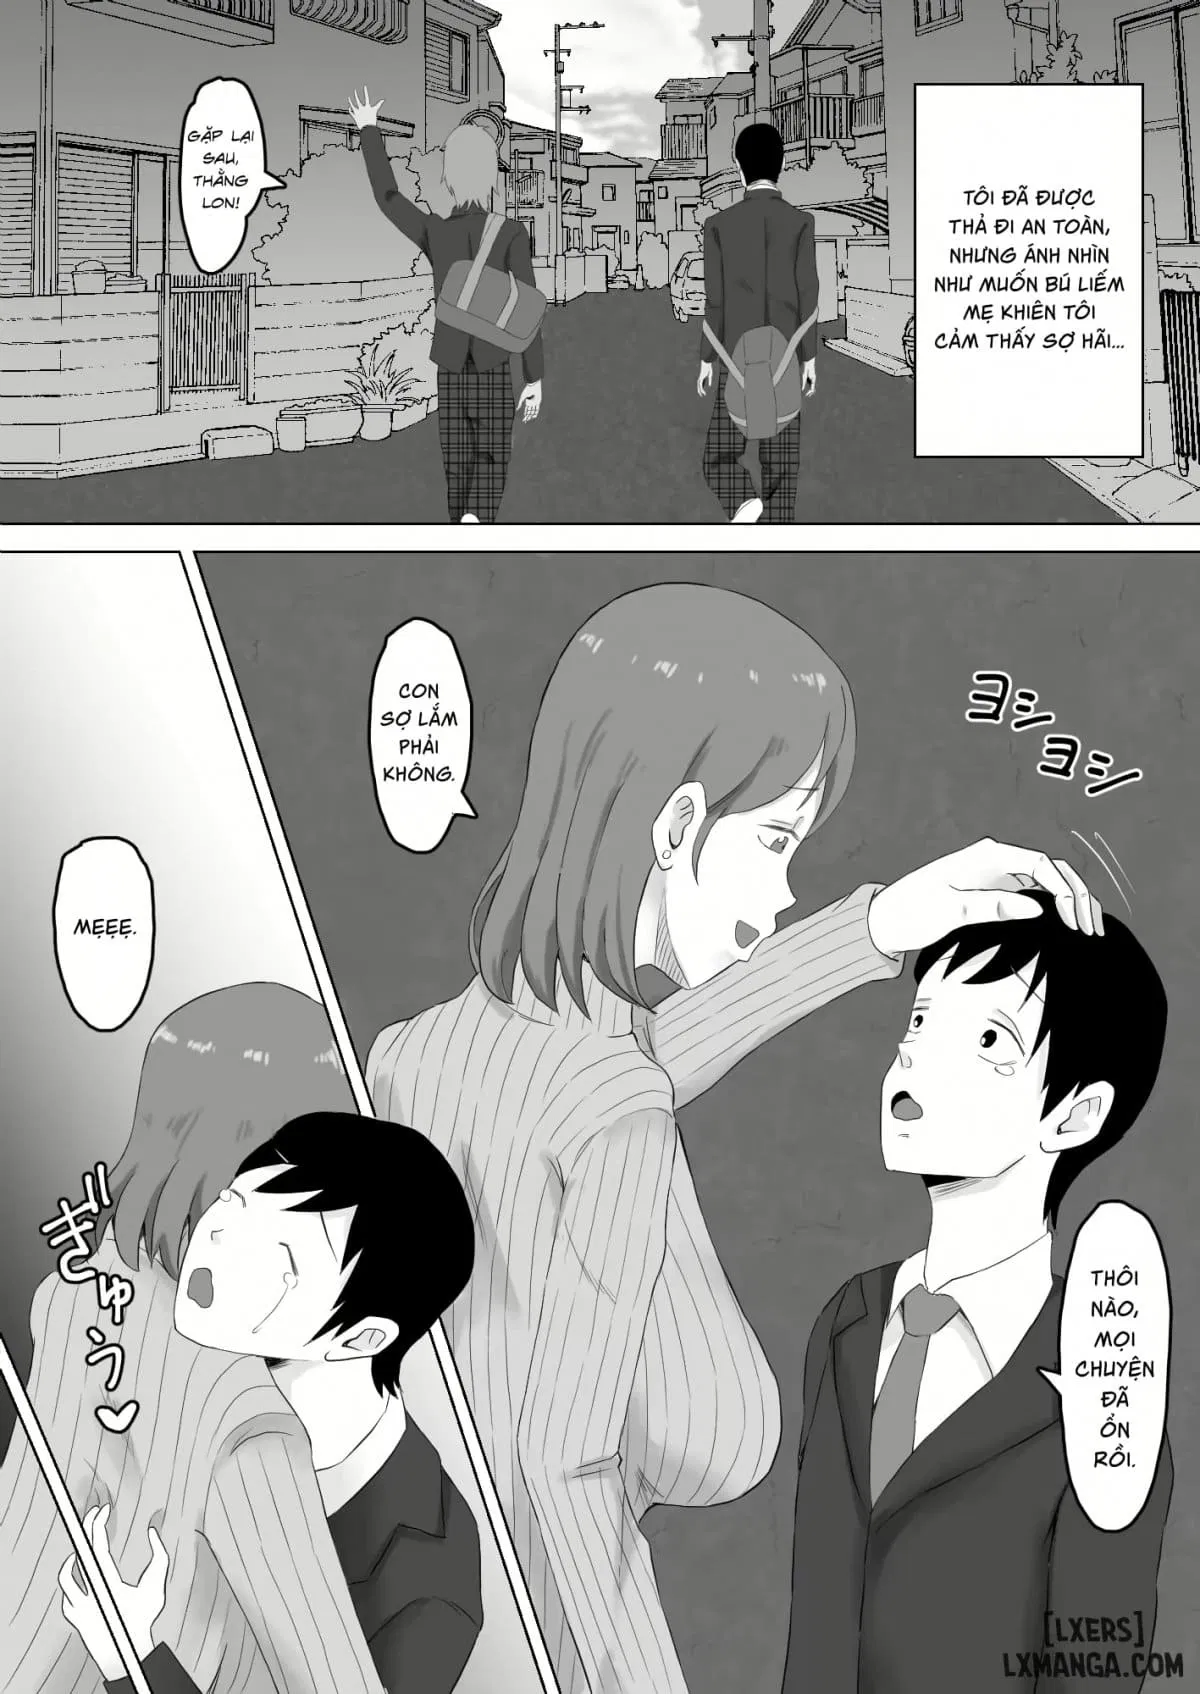 TÔI ĐÃ ĐƯỢC
THẢ ĐI AN TOÀN,
NHƯNG ÁNH NHÌN
NHƯ MUỐN BÚ LIẾM
MẸ KHIÊN TÔI
CẢM THẤY SỢ HÃI...
GẶP LẠI
SAU,
THẰNG
LON!
CON
SỢ LẮM
PHẢI
KHÔNG.
ヨシ
ヨシ
THÔI
NÀO,
MỌI
CHUYỆN
ĐÃ
ỔN
RỒI.
MẸẸẸ.
ぎゅう♡
[LXERS]
LXMANGA.COM